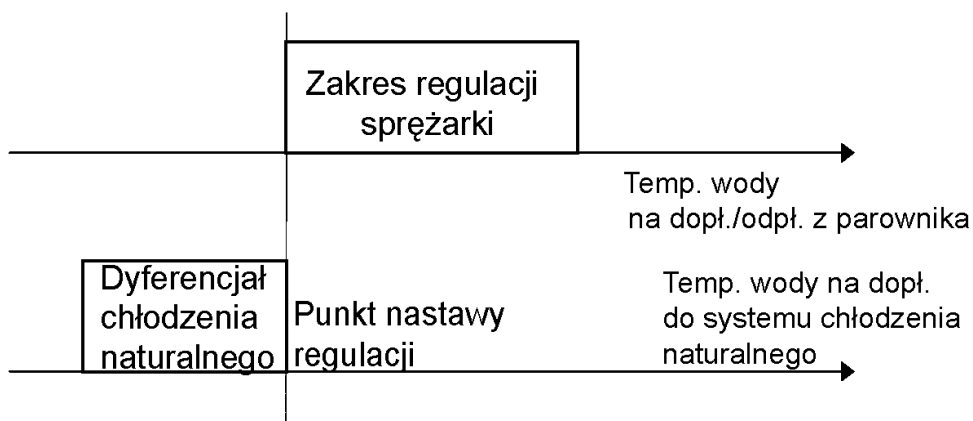 Zakres regulacji
sprężarki
Temp. wody
na dopł./odpł. z parownika
Dyferencjał
chłodzenia
naturalnego
Punkt nastawy
regulacji
Temp. wody na dopł.
do systemu chłodzenia
naturalnego